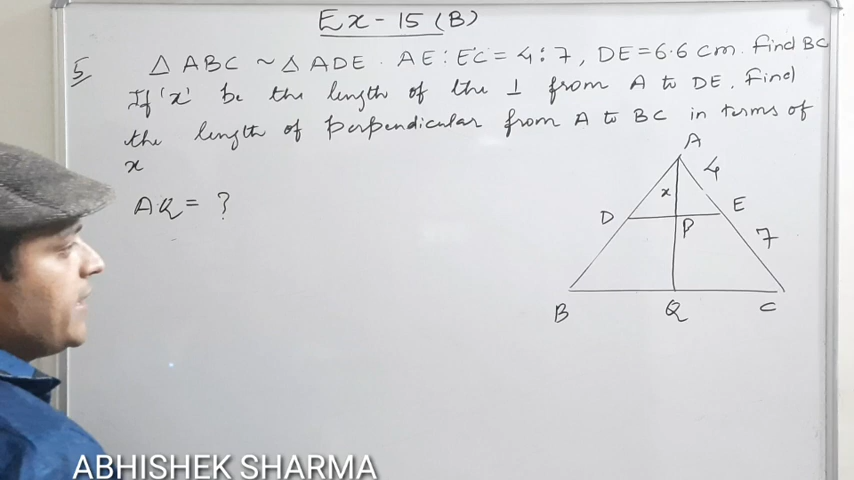 Ex-15 (B)
5 △ ABC ~ △ ADE. AE : EC = 4 : 7, DE = 6.6 cm. Find BC
If 'x' be the length of the ⊥ from A to DE. Find
the length of perpendicular from A to BC in terms of
x
A
4
AQ = ?
x
D
E
P
7
B
Q
C
ABHISHEK SHARMA